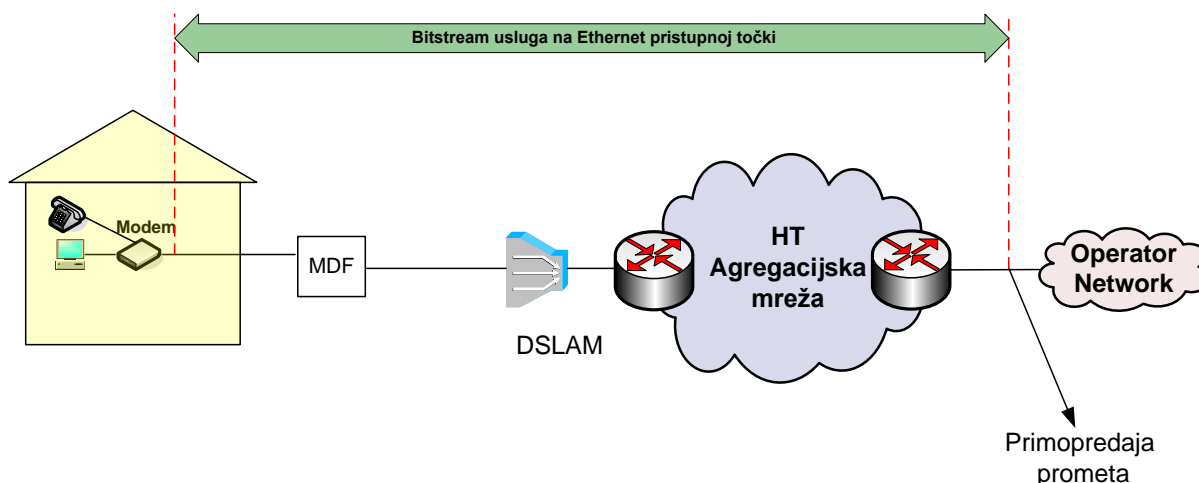 Bitstream usluga na Ethernet pristupnoj točki
Modem
MDF
DSLAM
HT
Agregacijska
mreža
Operator
Network
Primopredaja
prometa